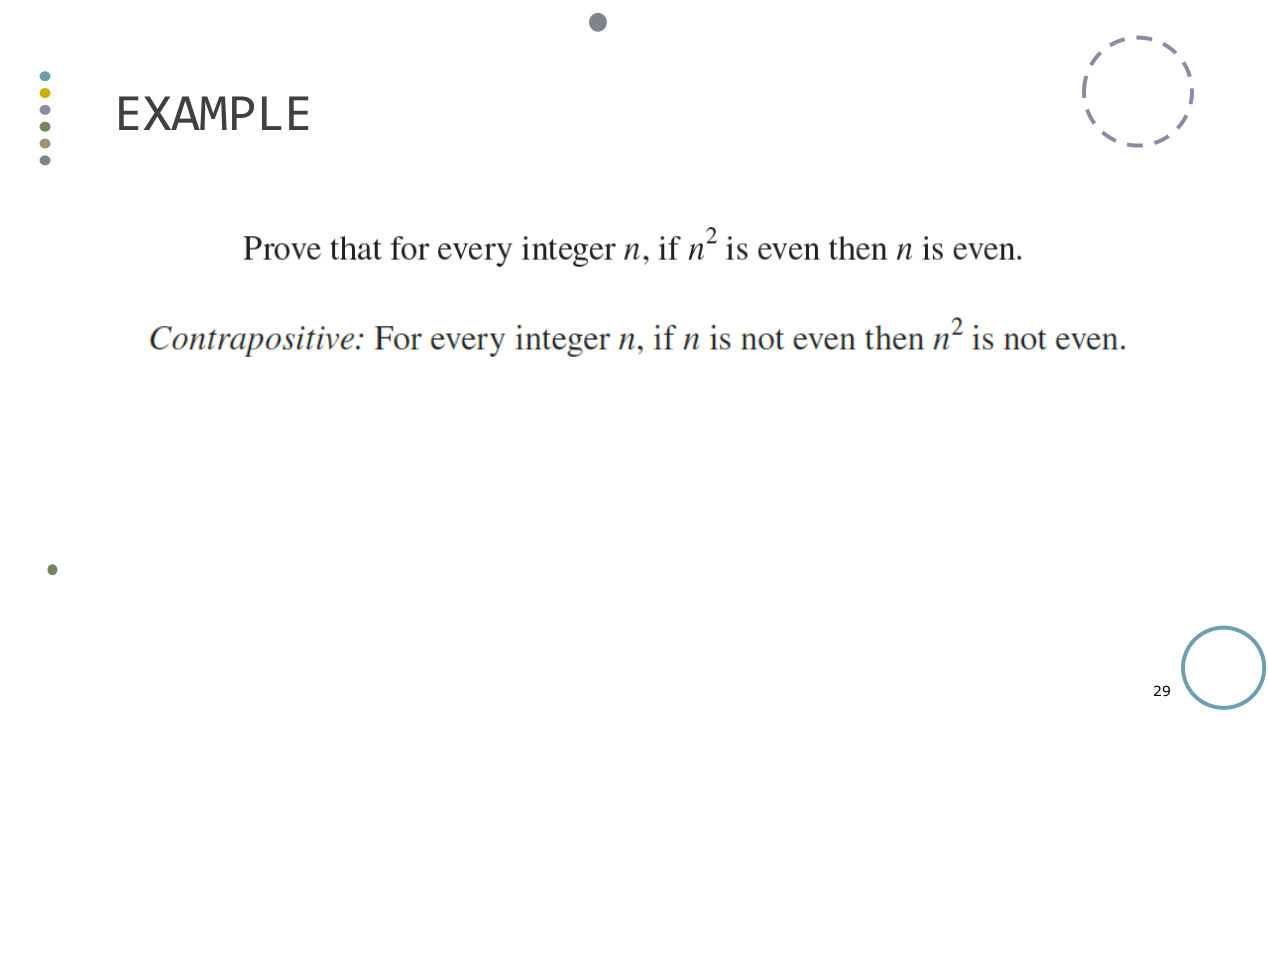 EXAMPLE
Prove that for every integer n, if n² is even then n is even.
Contrapositive: For every integer n, if n is not even then n² is not even.
29